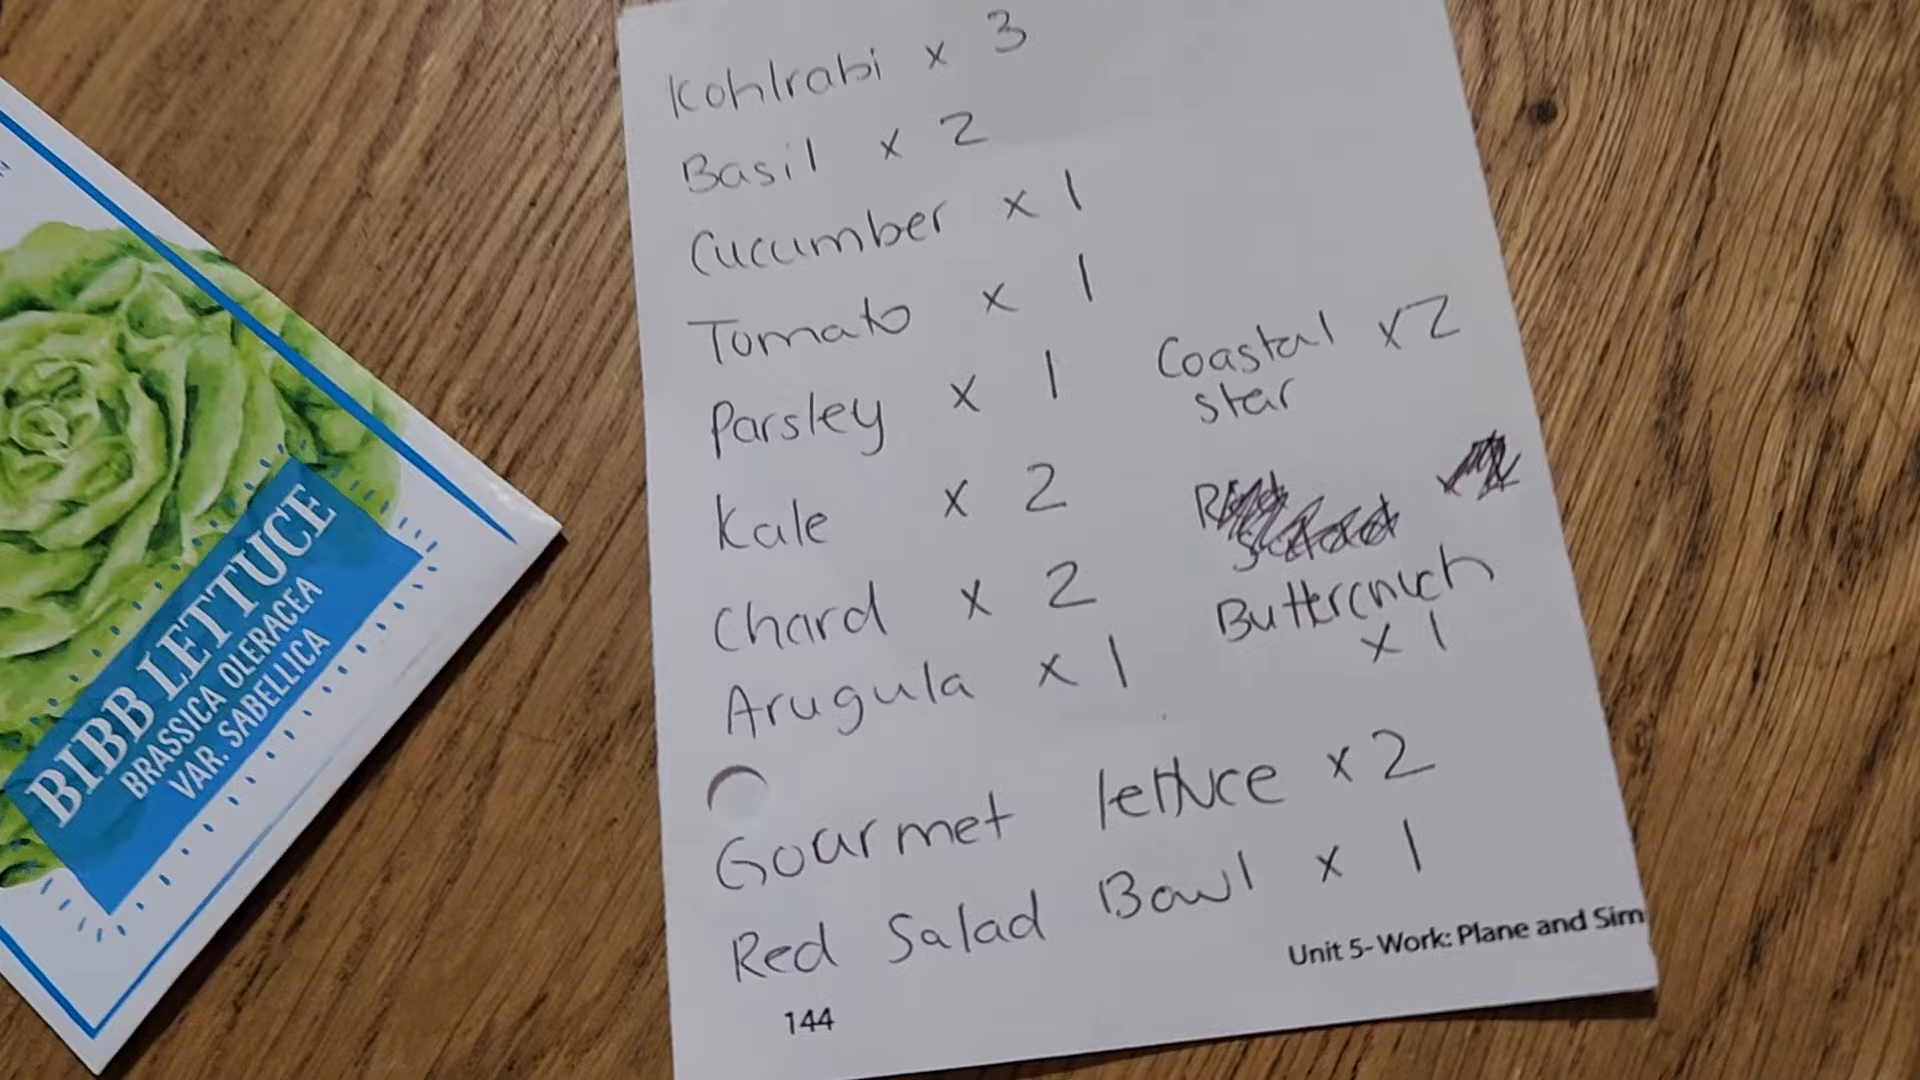 BIBB LETTUCE
BRASSICA OLERACEA
VAR. SABELLICA
Kohlrabi x 3
Basil x 2
Cucumber x 1
Tomato x 1
Parsley x 1
Kale x 2
Chard x 2
Arugula x 1
Coastal x 2
star
Buttercruch
x 1
Gourmet lettuce x 2
Red Salad Bowl x 1
Unit 5- Work: Plane and Sim
144